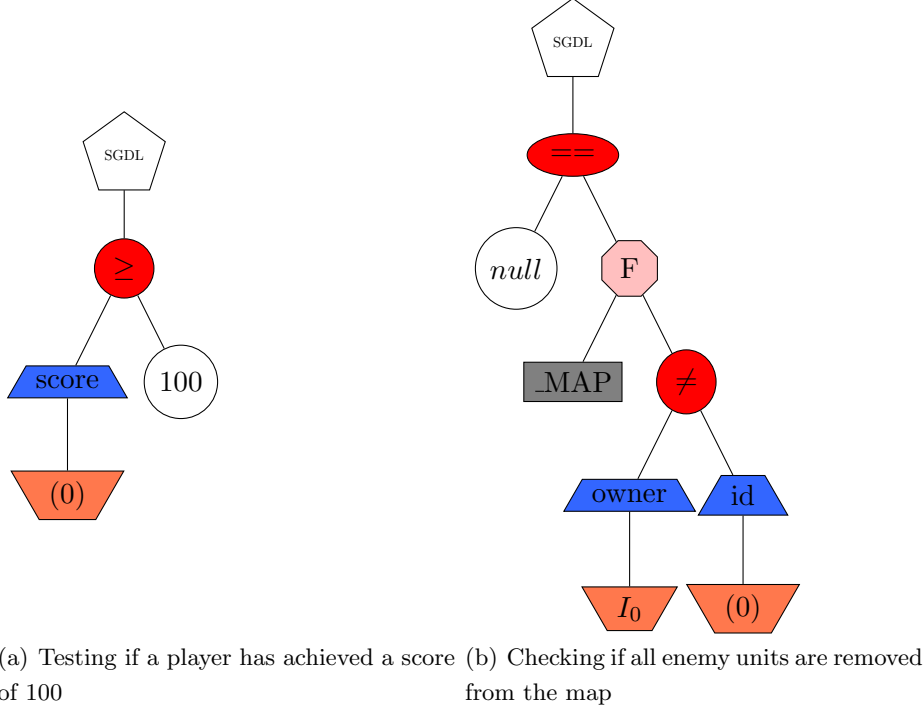 SGDL
≥
score
100
(0)
(a) Testing if a player has achieved a score
of 100
SGDL
==
null
F
_MAP
≠
owner
id
I₀
(0)
(b) Checking if all enemy units are removed
from the map